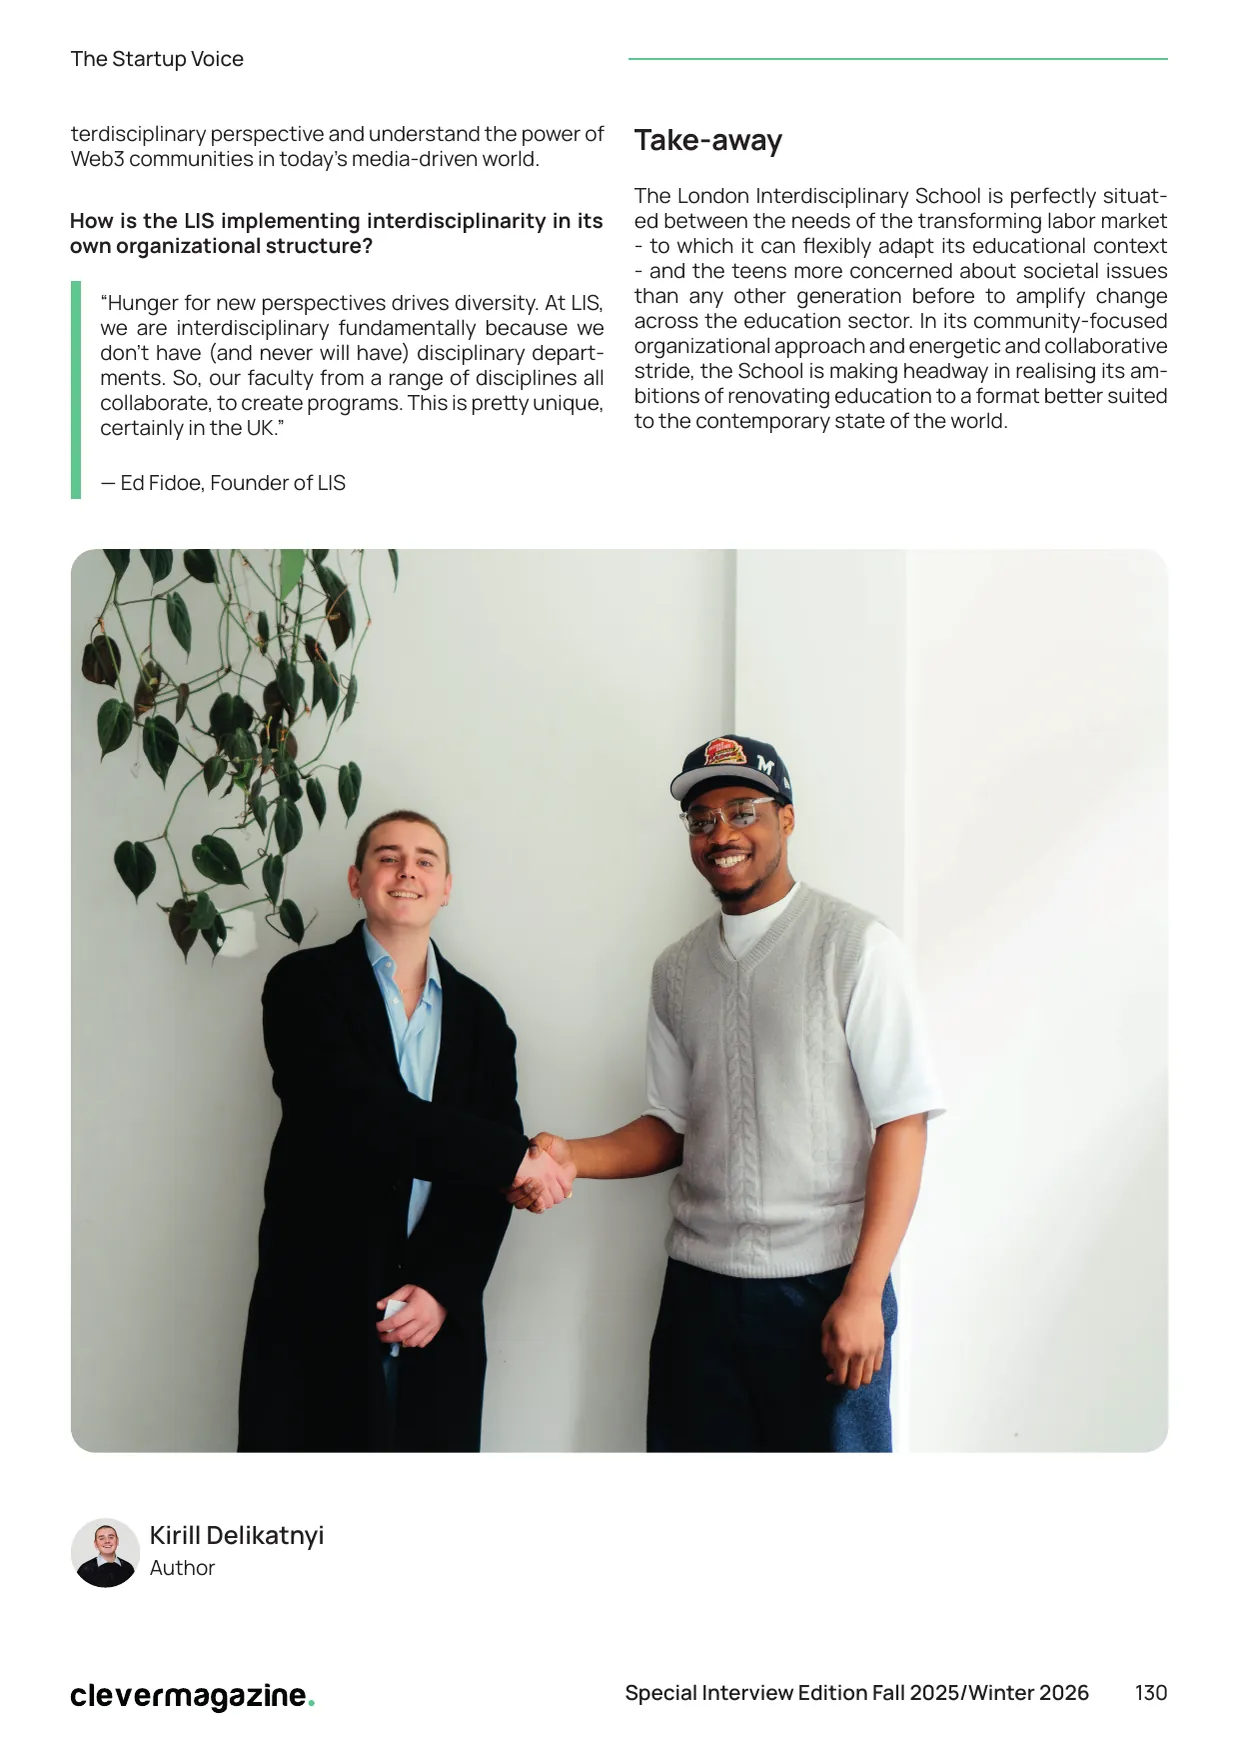 The Startup Voice
terdisciplinary perspective and understand the power of
Web3 communities in today's media-driven world.
How is the LIS implementing interdisciplinarity in its
own organizational structure?
“Hunger for new perspectives drives diversity. At LIS,
we are interdisciplinary fundamentally because we
don't have (and never will have) disciplinary depart-
ments. So, our faculty from a range of disciplines all
collaborate, to create programs. This is pretty unique,
certainly in the UK.”
— Ed Fidoe, Founder of LIS
Take-away
The London Interdisciplinary School is perfectly situat-
ed between the needs of the transforming labor market
- to which it can flexibly adapt its educational context
- and the teens more concerned about societal issues
than any other generation before to amplify change
across the education sector. In its community-focused
organizational approach and energetic and collaborative
stride, the School is making headway in realising its am-
bitions of renovating education to a format better suited
to the contemporary state of the world.
M
Kirill Delikatnyi
Author
clevermagazine.
Special Interview Edition Fall 2025/Winter 2026
130